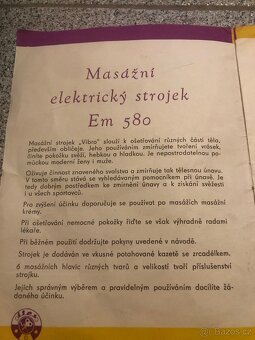 Masážní
elektrický strojek
Em 580
Masážní strojek „Vibro" slouží k ošetřování různých částí těla,
především obličeje. Jeho používáním zmírňujete tvoření vrásek,
činíte pokožku svěží, hebkou a hladkou. Je nepostradatelnou po-
můckou moderní ženy i muže.
Oživuje činnost znaveného svalstva a zmírňuje tak tělesnou únavu.
V tomto směru stává se vyhledávaným pomocníkem při únavě. Je
tedy dobrým postředkem ke zmírnění únavy a k získání svěžesti
i u všech sportovců.
Pro zvýšení účinku doporučuje se používat po masážích masážní
krémy.
Při ošetřování nemocné pokožky řiďte se však výhradně radami
lékaře.
Při běžném použití dodržujte pokyny uvedené v návodě.
Strojek je dodáván ve vkusné potahované kazetě se zrcadélkem.
6 masážních hlavic různých tvarů a velikostí tvoří příslušenství
strojku.
Jejich správným výběrem a pravidelným používáním docílíte žá-
daného účinku.